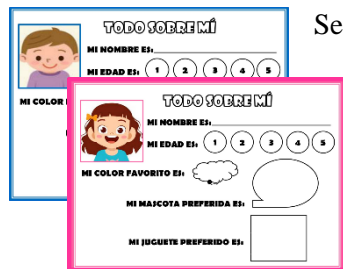 TODO SOBRE MÍ
MI NOMBRE ES:
MI EDAD ES: 1 2 3 4 5
MI COLOR
Se
TODO SOBRE MÍ
MI NOMBRE ES:
MI EDAD ES: 1 2 3 4 5
MI COLOR FAVORITO ES:
MI MASCOTA PREFERIDA ES:
MI JUGUETE PREFERIDO ES: